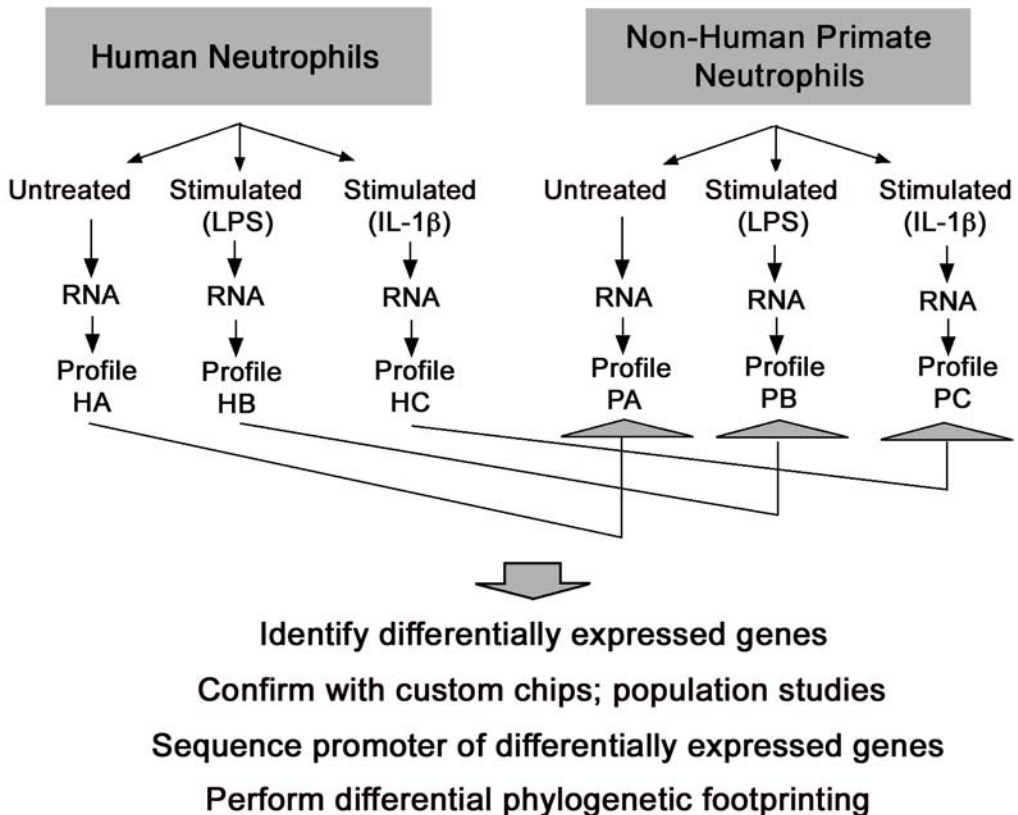 Human Neutrophils
Non-Human Primate
Neutrophils
Untreated
Stimulated
(LPS)
Stimulated
(IL-1β)
Untreated
Stimulated
(LPS)
Stimulated
(IL-1β)
RNA
RNA
RNA
RNA
RNA
RNA
Profile
HA
Profile
HB
Profile
HC
Profile
PA
Profile
PB
Profile
PC
Identify differentially expressed genes
Confirm with custom chips; population studies
Sequence promoter of differentially expressed genes
Perform differential phylogenetic footprinting